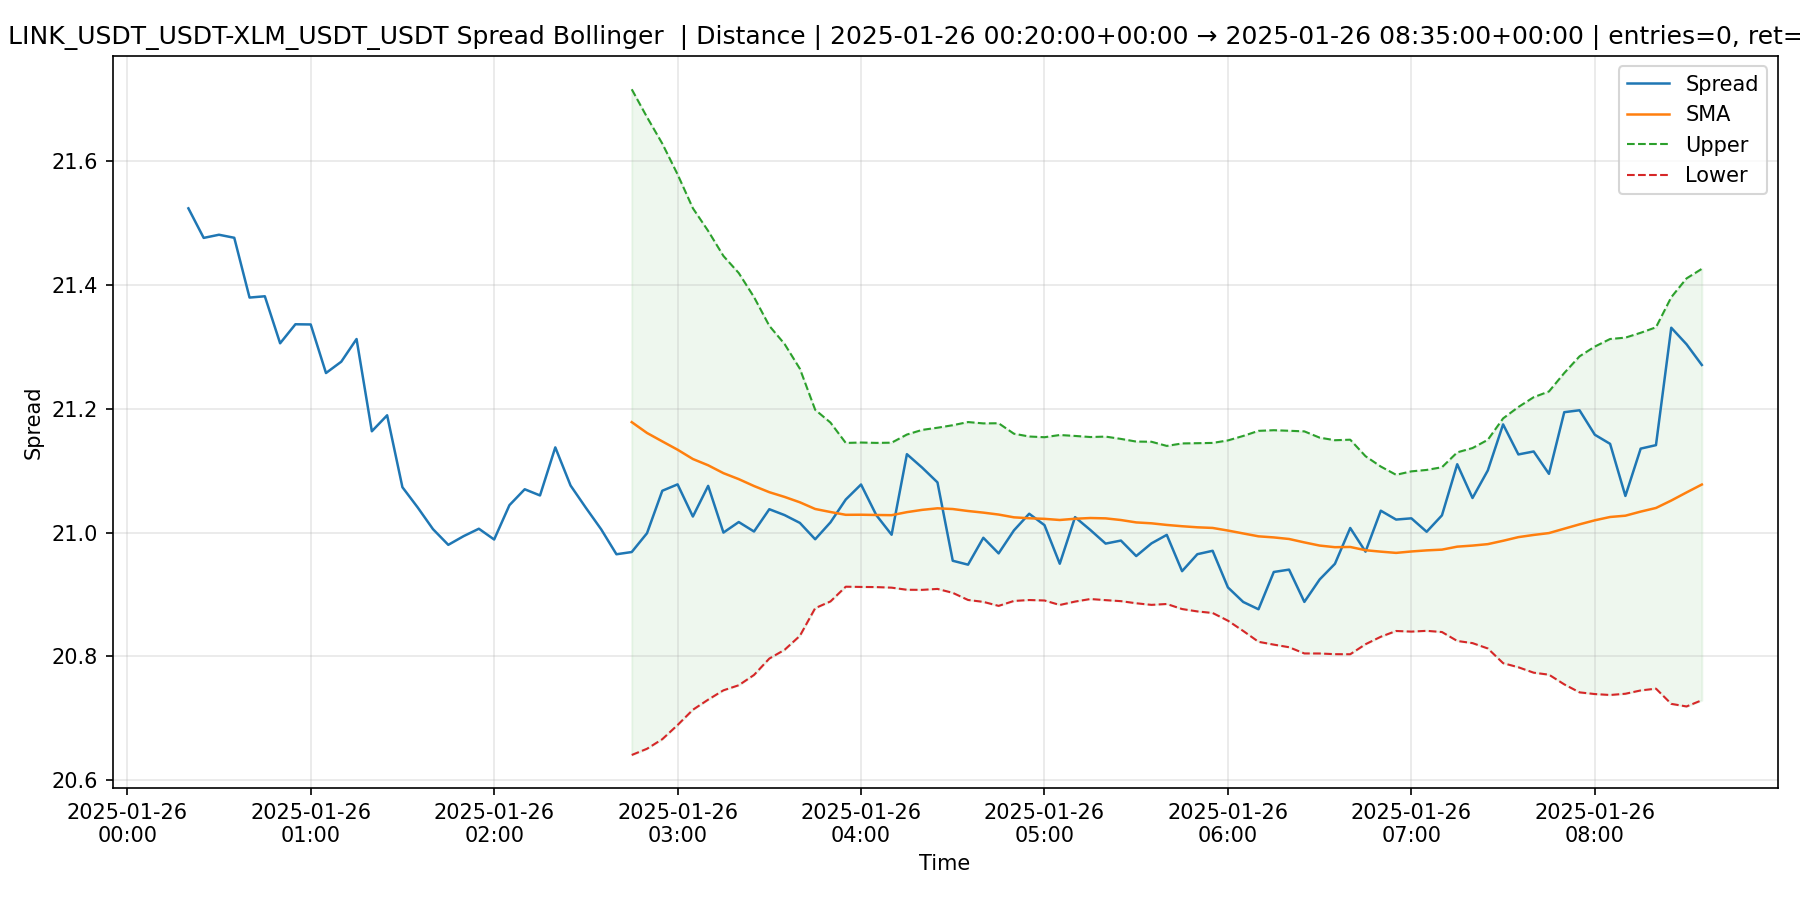 LINK_USDT_USDT-XLM_USDT_USDT Spread Bollinger | Distance | 2025-01-26 00:20:00+00:00 → 2025-01-26 08:35:00+00:00 | entries=0, ret=
Spread
SMA
Upper
Lower
21.6
21.4
21.2
21.0
20.8
20.6
Spread
2025-01-26 2025-01-26 2025-01-26 2025-01-26 2025-01-26 2025-01-26 2025-01-26 2025-01-26 2025-01-26
00:00 01:00 02:00 03:00 04:00 05:00 06:00 07:00 08:00
Time